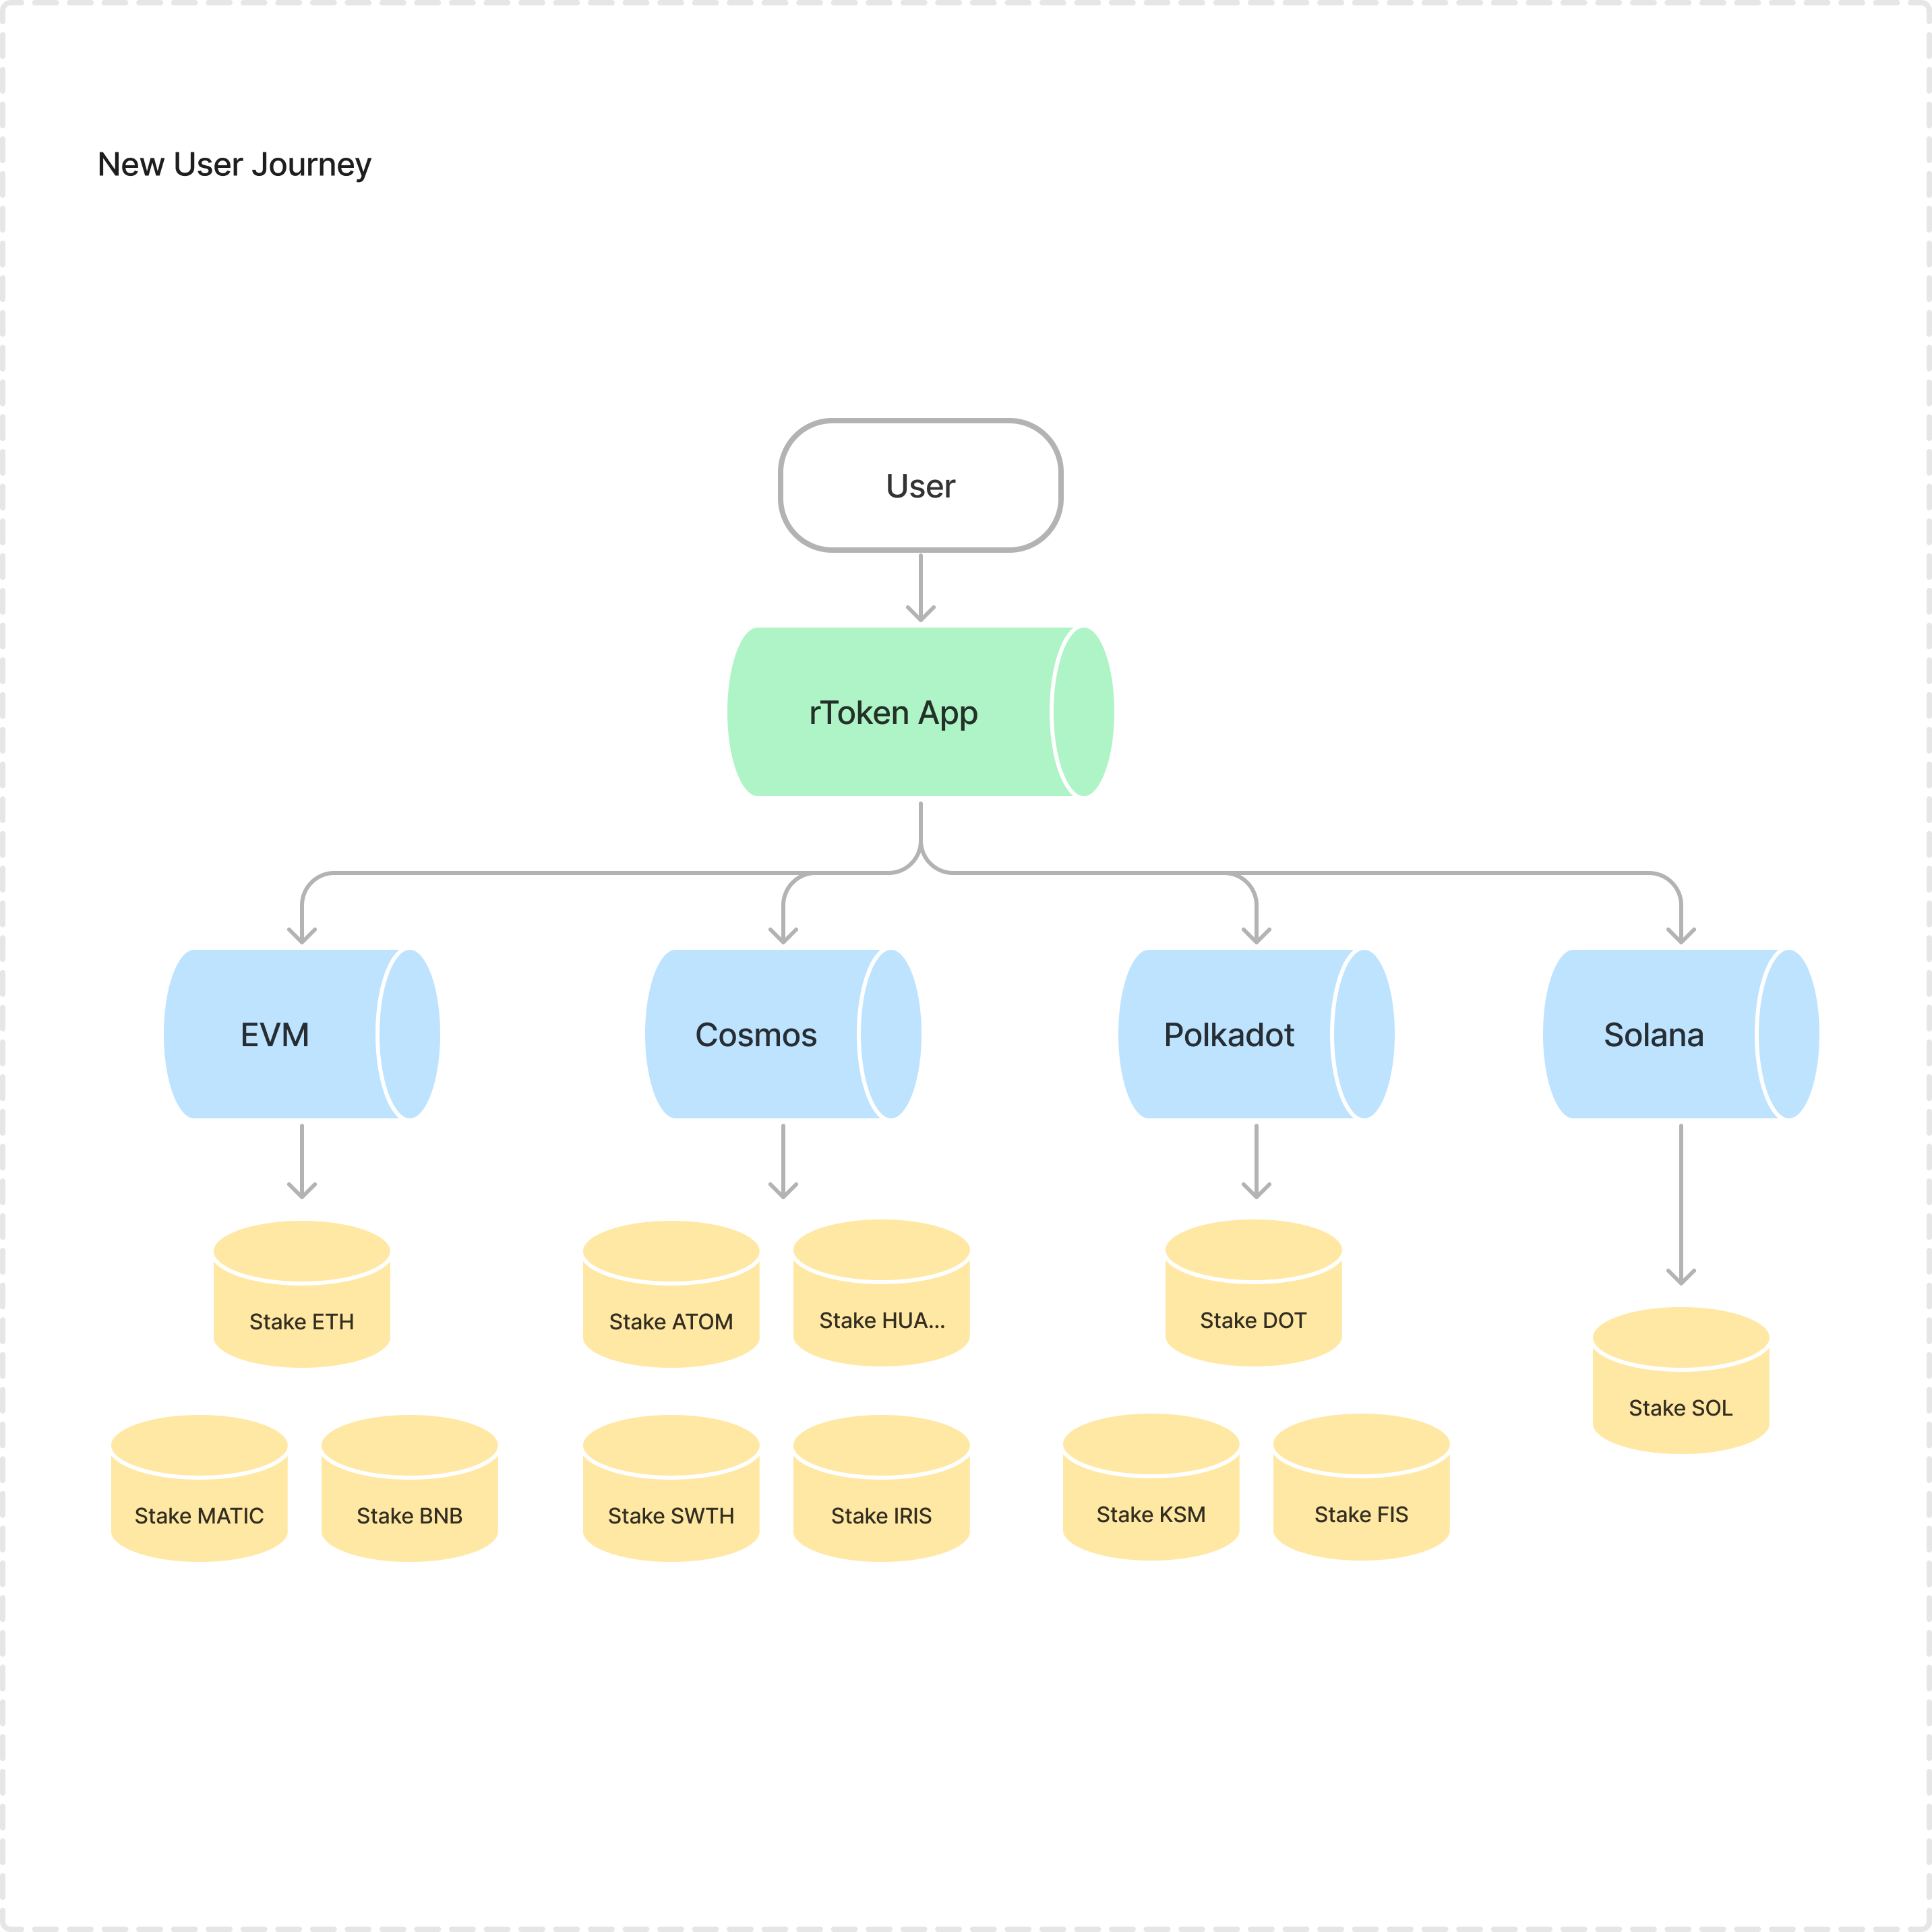 New User Journey
User
rToken App
EVM
Cosmos
Polkadot
Solana
Stake ETH
Stake ATOM
Stake HUA...
Stake DOT
Stake SOL
Stake MATIC
Stake BNB
Stake SWTH
Stake IRIS
Stake KSM
Stake FIS